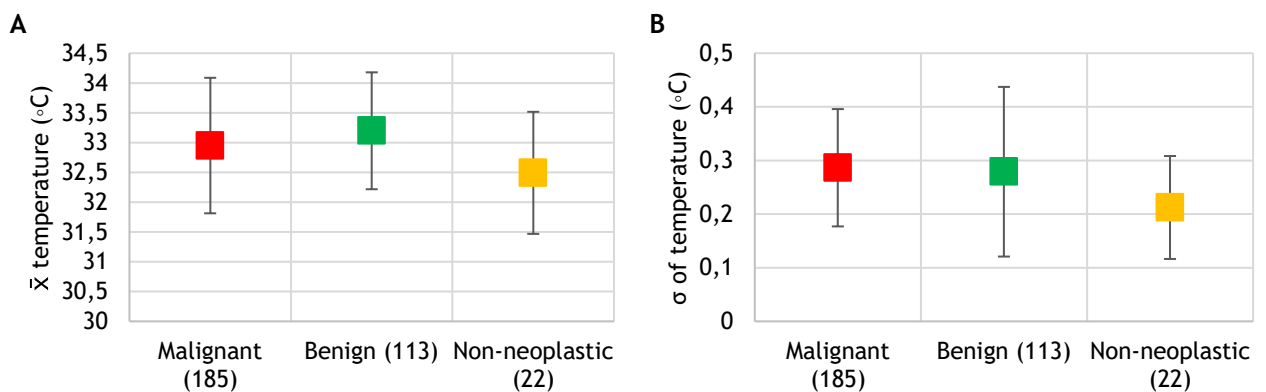 A
x̄ temperature (◦C)
34,5
34
33,5
33
32,5
32
31,5
31
30,5
30
Malignant
(185)
Benign (113)
Non-neoplastic
(22)
B
σ of temperature (◦C)
0,5
0,4
0,3
0,2
0,1
0
Malignant
(185)
Benign (113)
Non-neoplastic
(22)